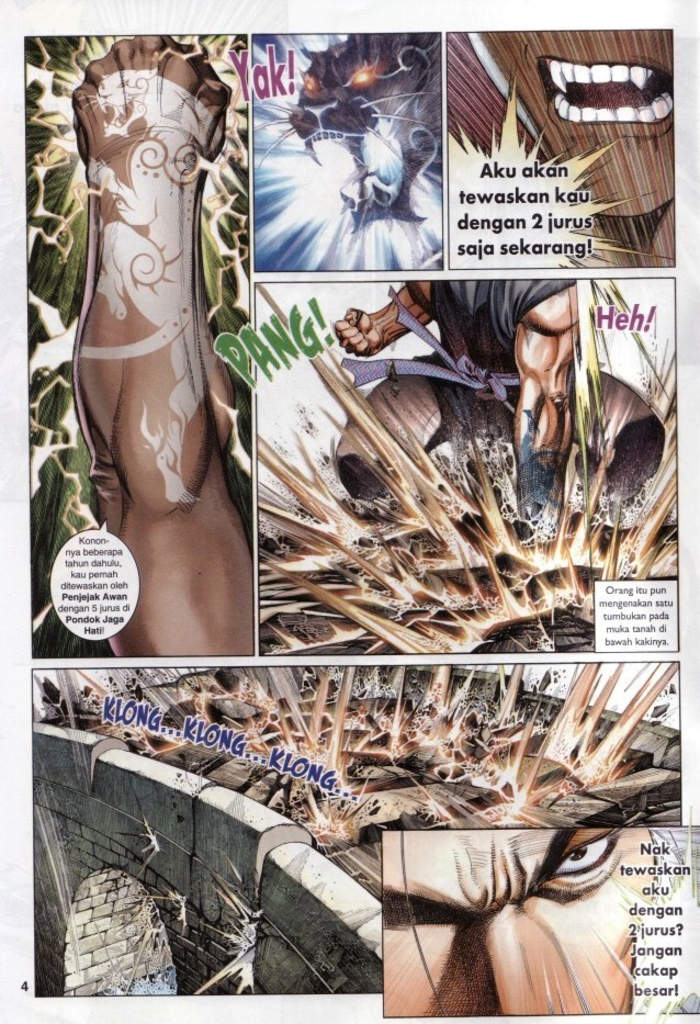 Yak!
Aku akan
tewaskan kau
dengan 2 jurus
saja sekarang!
Konon-
nya beberapa
tahun dahulu,
kau pernah
ditewaskan oleh
Penjejak Awan
dengan 5 jurus di
Pondok Jaga
Hati!
PANG!
Heh!
Orang itu pun
mengenakan satu
tumbukan pada
muka tanah di
bawah kakinya.
KLONG...KLONG...KLONG...
Nak
tewaskan
aku
dengan
2 jurus?
Jangan
cakap
besar!
4